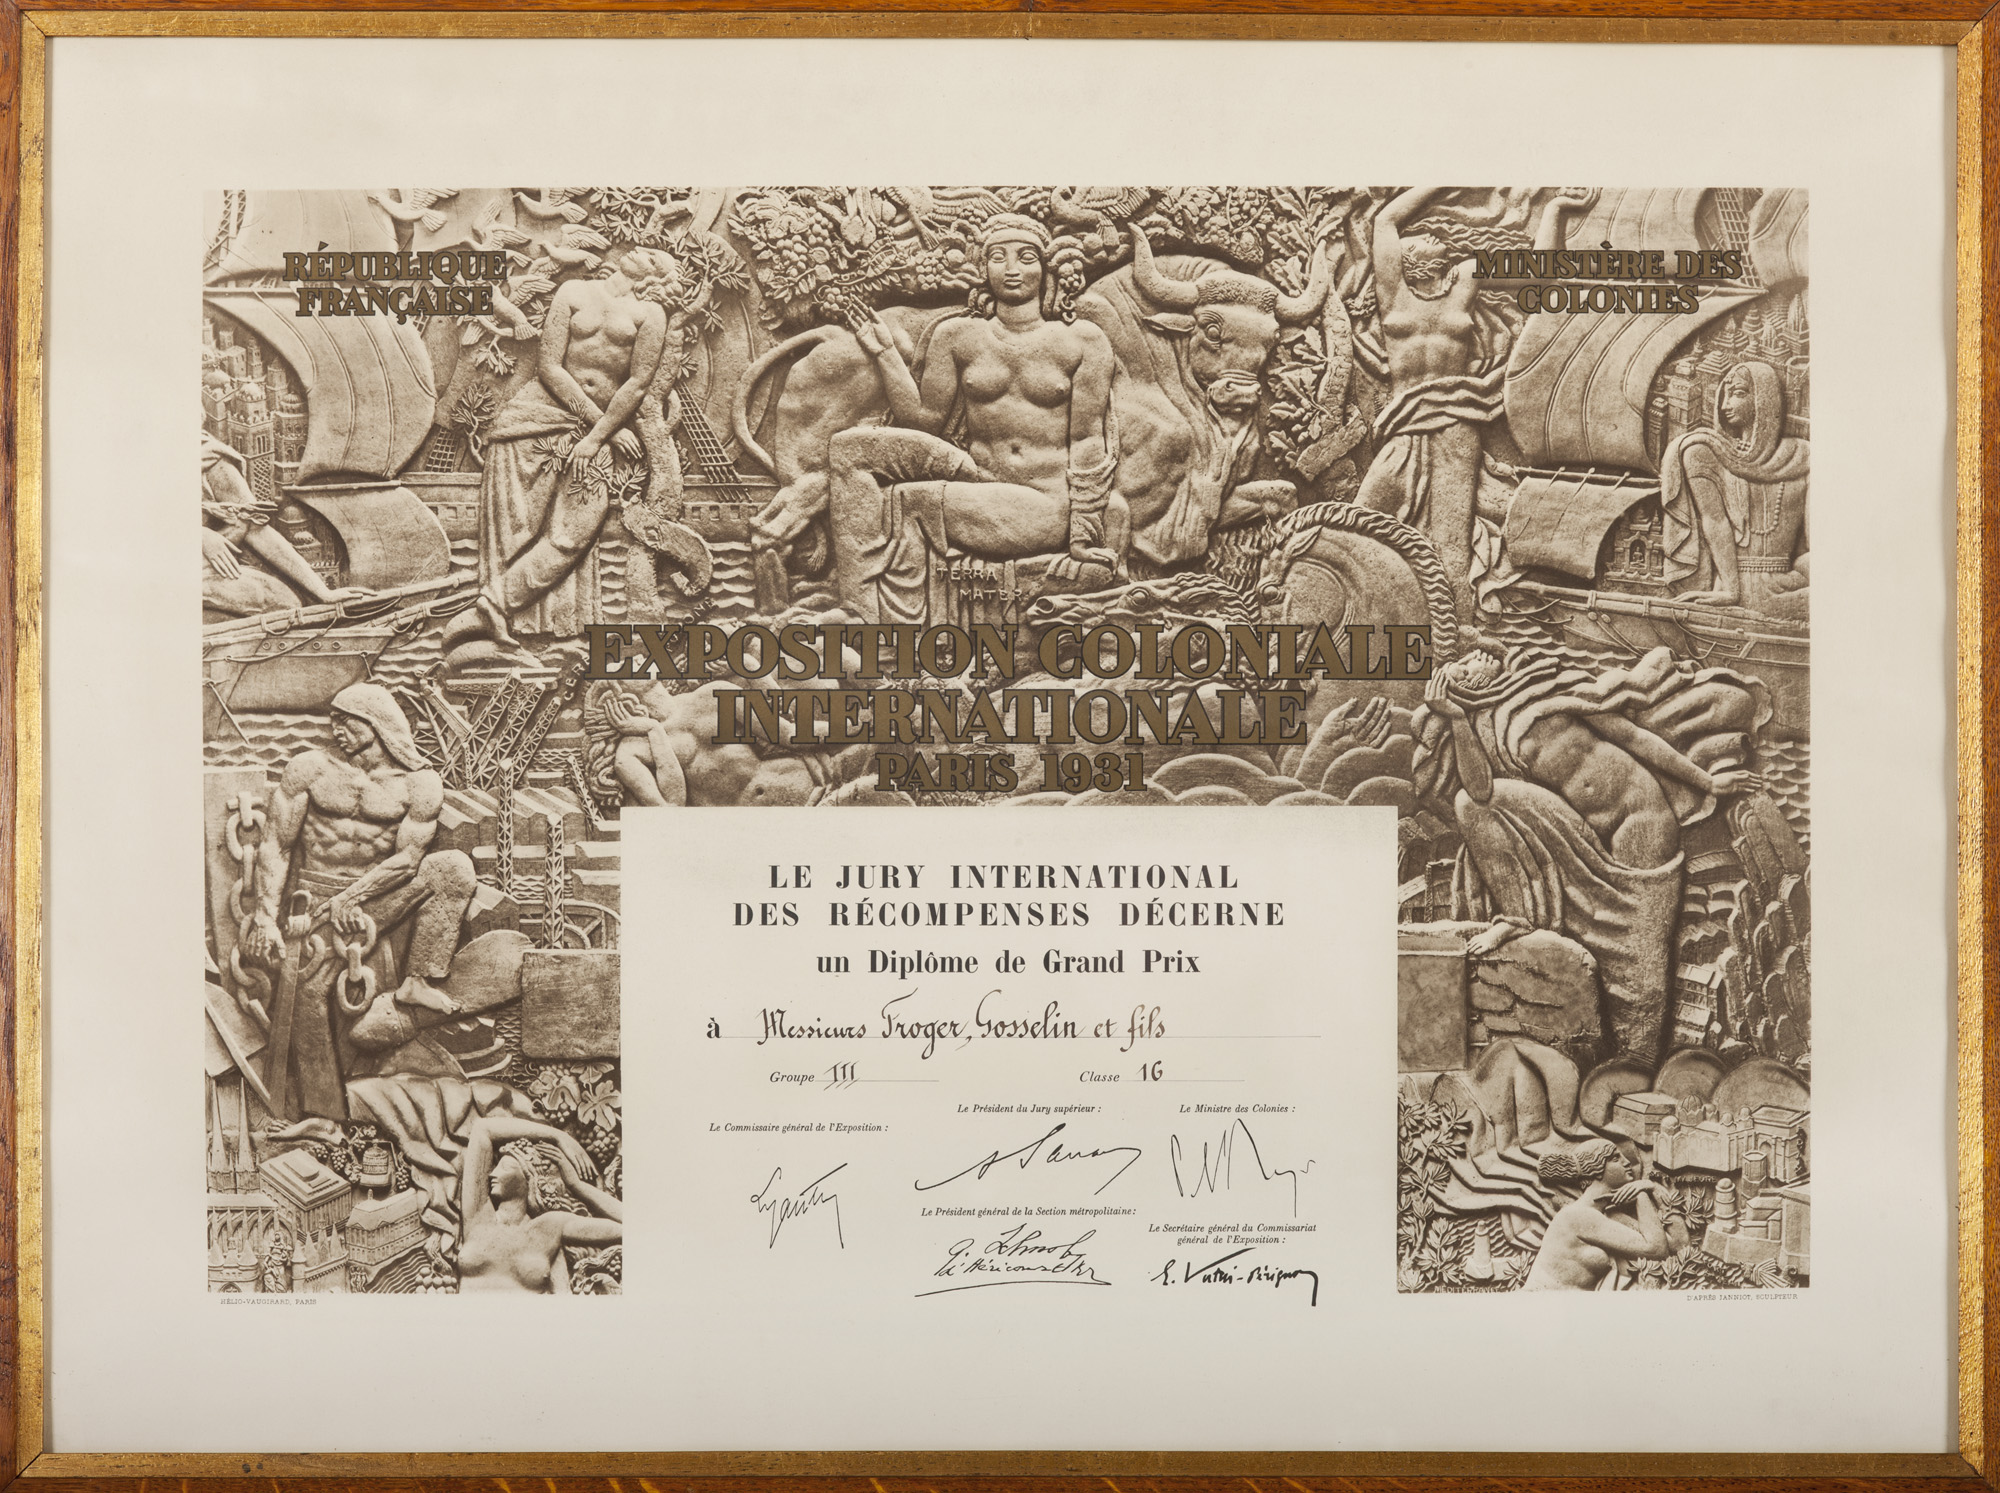 RÉPUBLIQUE
FRANÇAISE
MINISTÈRE DES
COLONIES
TERRA
MATER
EXPOSITION COLONIALE
INTERNATIONALE
PARIS 1931
LE JURY INTERNATIONAL
DES RÉCOMPENSES DÉCERNE
un Diplôme de Grand Prix
à Messieurs Froger, Gosselin et fils
Groupe III Classe 16
Le Président du Jury supérieur : Le Ministre des Colonies :
Le Commissaire général de l'Exposition :
Lyautey
Le Président général de la Section métropolitaine :
Le Secrétaire général du Commissariat
général de l'Exposition :
HÉLIO-VAUGIRARD, PARIS
D'APRÈS JANNIOT, SCULPTEUR